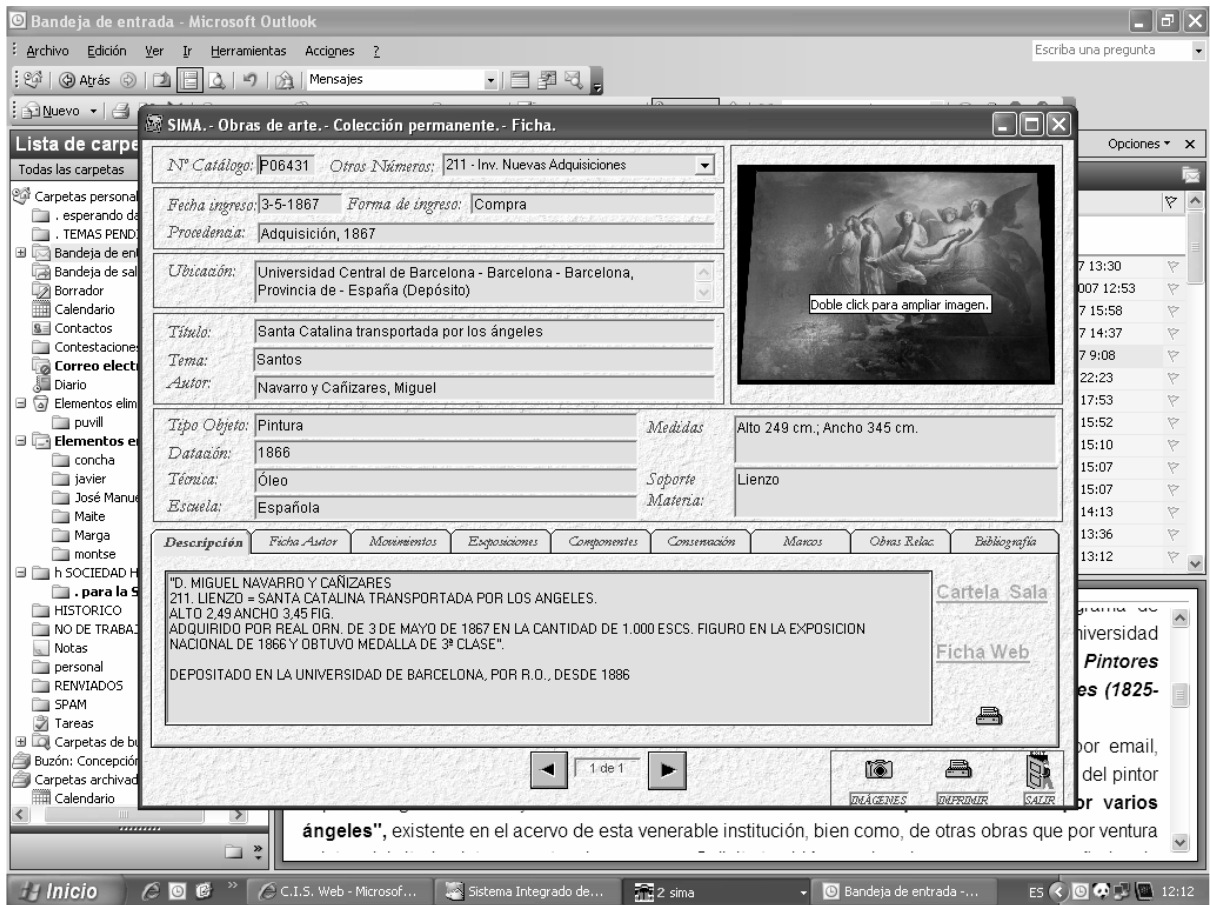 Bandeja de entrada - Microsoft Outlook
Archivo Edición Ver Ir Herramientas Acciones ?
Escriba una pregunta
Atrás
Mensajes
Nuevo
Lista de carpe
Todas las carpetas
Carpetas personal
. esperando da
. TEMAS PEND
Bandeja de en
Bandeja de sal
Borrador
Calendario
Contactos
Contestaciones
Correo elect
Diario
Elementos elim
puvill
Elementos e
concha
javier
José Manue
Maite
Marga
montse
h SOCIEDAD H
. para la S
HISTORICO
NO DE TRABAJ
Notas
personal
RENVIADOS
SPAM
Tareas
Carpetas de bu
Buzón: Concepción
Carpetas archivad
Calendario
SIMA.- Obras de arte.- Colección permanente.- Ficha.
Nº Catálogo: P06431 Otros Números: 211 - Inv. Nuevas Adquisiciones
Fecha ingreso: 3-5-1867 Forma de ingreso: Compra
Procedencia: Adquisición, 1867
Ubicación: Universidad Central de Barcelona - Barcelona - Barcelona,
Provincia de - España (Depósito)
Título: Santa Catalina transportada por los ángeles
Tema: Santos
Autor: Navarro y Cañizares, Miguel
Doble click para ampliar imagen.
Tipo Objeto: Pintura
Datación: 1866
Técnica: Óleo
Escuela: Española
Medidas Alto 249 cm.; Ancho 345 cm.
Soporte Lienzo
Materia:
Descripción Ficha Autor Movimientos Exposiciones Componentes Conservación Marcos Obras Relac. Bibliografía
"D. MIGUEL NAVARRO Y CAÑIZARES
211. LIENZO = SANTA CATALINA TRANSPORTADA POR LOS ANGELES.
ALTO 2,49 ANCHO 3,45 FIG.
ADQUIRIDO POR REAL ORN. DE 3 DE MAYO DE 1867 EN LA CANTIDAD DE 1.000 ESCS. FIGURO EN LA EXPOSICION
NACIONAL DE 1866 Y OBTUVO MEDALLA DE 3ª CLASE".
DEPOSITADO EN LA UNIVERSIDAD DE BARCELONA, POR R.O., DESDE 1886
Cartela Sala
Ficha Web
1 de 1
IMÁGENES IMPRIMIR SALIR
Opciones
7 13:30
007 12:53
7 15:58
7 14:37
7 9:08
22:23
17:53
15:52
15:10
15:07
15:07
14:13
13:36
13:12
grama de
niversidad
Pintores
es (1825-
por email,
del pintor
or varios
ángeles", existente en el acervo de esta venerable institución, bien como, de otras obras que por ventura
Inicio
C.I.S. Web - Microsof...
Sistema Integrado de...
2 sima
Bandeja de entrada -...
ES
12:12